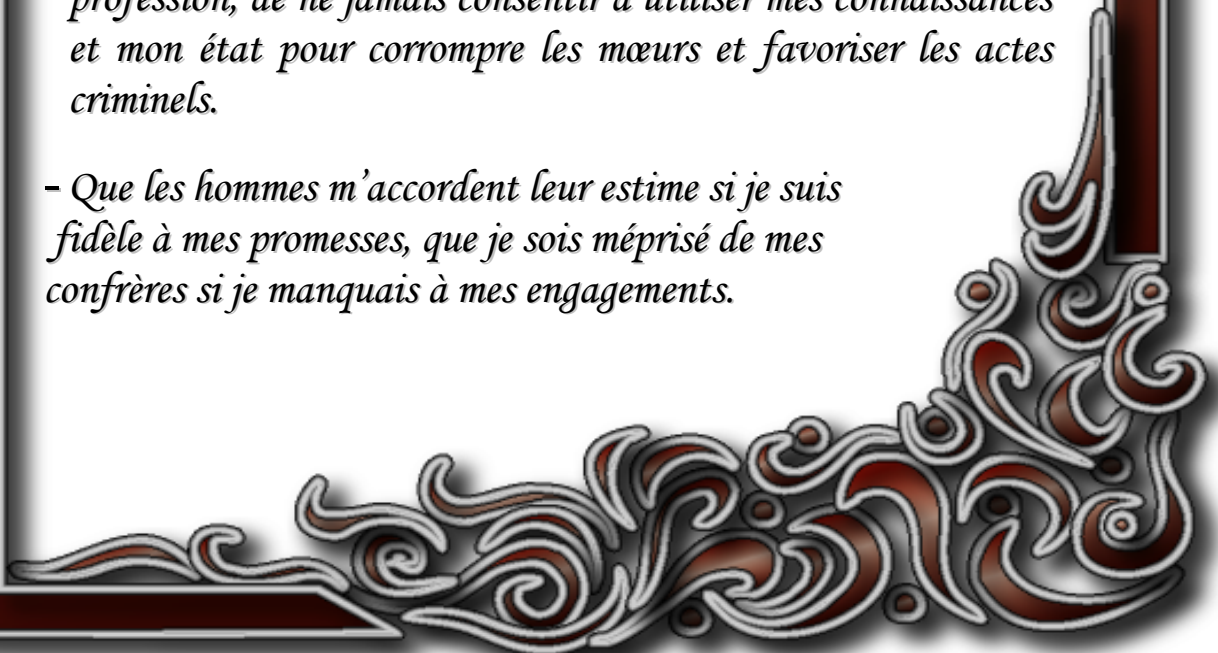 profession, de ne jamais consentir à utiliser mes connaissances
et mon état pour corrompre les mœurs et favoriser les actes
criminels.
- Que les hommes m’accordent leur estime si je suis
fidèle à mes promesses, que je sois méprisé de mes
confrères si je manquais à mes engagements.